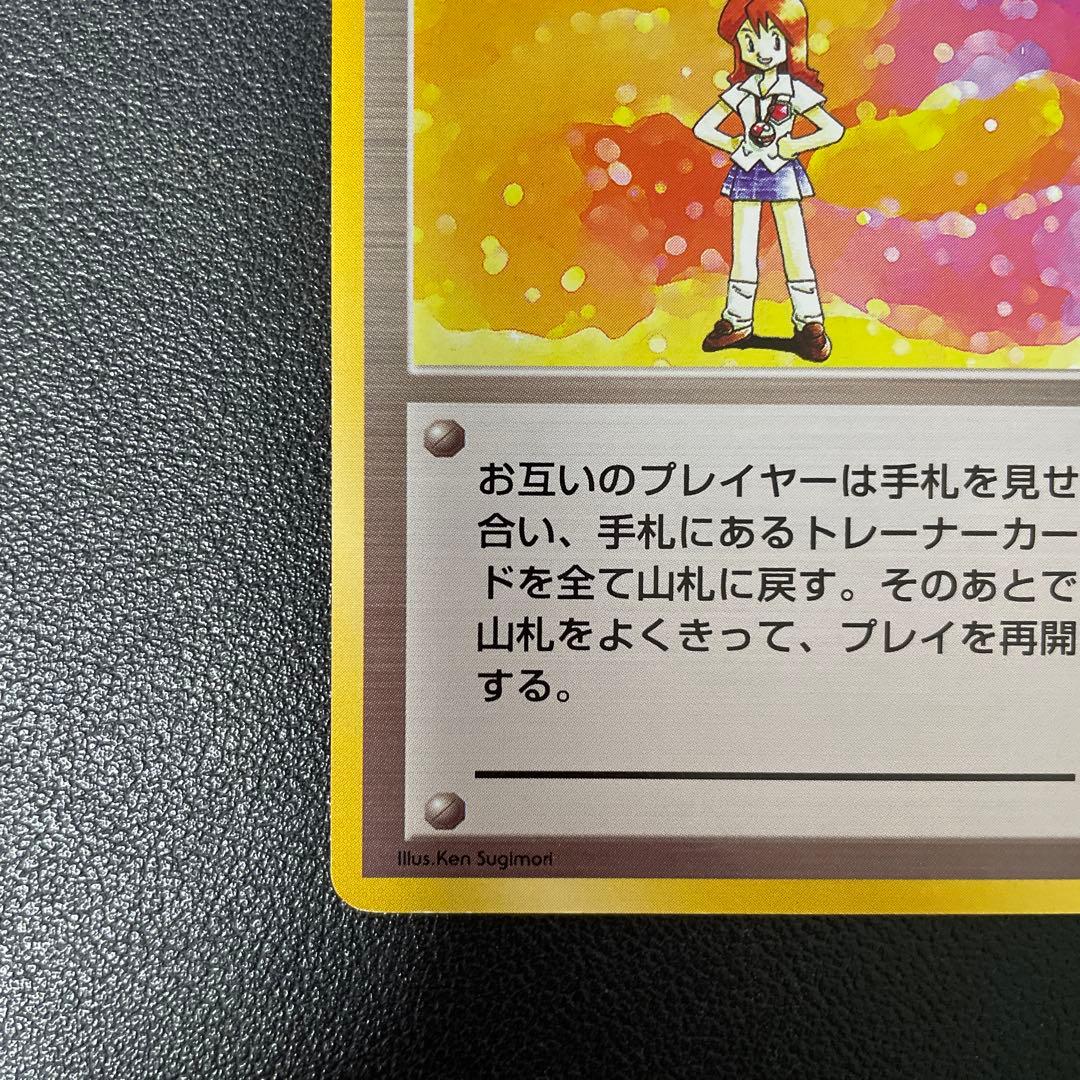 お互いのプレイヤーは手札を見せ
合い、手札にあるトレーナーカー
ドを全て山札に戻す。そのあとで
山札をよくきって、プレイを再開
する。
Illus.Ken Sugimori